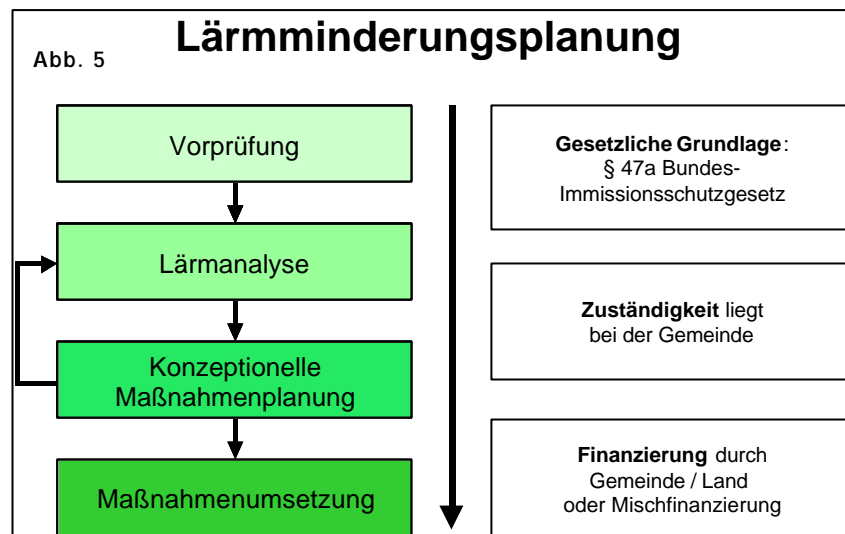 Lärmminderungsplanung
Abb. 5
Vorprüfung
Lärmanalyse
Konzeptionelle
Maßnahmenplanung
Maßnahmenumsetzung
Gesetzliche Grundlage:
§ 47a Bundes-
Immissionsschutzgesetz
Zuständigkeit liegt
bei der Gemeinde
Finanzierung durch
Gemeinde / Land
oder Mischfinanzierung